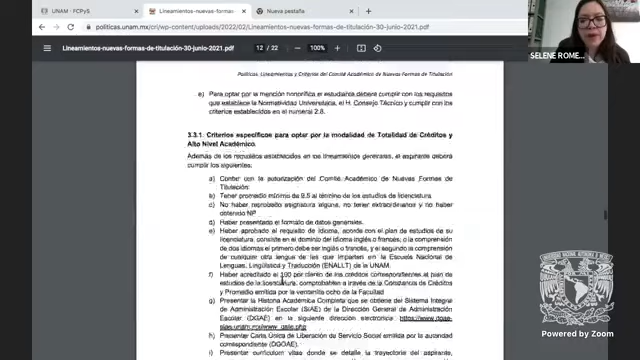 UNAM : FCPyS
Lineamientos-nuevas-formas-
Nueva pestaña
politicas.unam.mx/cri/wp-content/uploads/2022/02/Lineamientos-nuevas-formas-de-titulación-30-junio-2021.pdf
Lineamientos-nuevas-formas-de-titulación-30-junio-2021.pdf
12 / 22
100%
SELENE ROME...
Políticas, Lineamientos y Criterios del Comité Académico de Nuevas Formas de Titulación
e) Para optar por la mención honorífica el estudiante deberá cumplir con los requisitos
que establece la Normatividad Universitaria, el H. Consejo Técnico y cumplir con los
criterios establecidos en el numeral 2.8.
3.3.1. Criterios específicos para optar por la modalidad de Totalidad de Créditos y
Alto Nivel Académico.
Además de los requisitos establecidos en los lineamientos generales, el aspirante deberá
cumplir los siguientes:
a) Contar con la autorización del Comité Académico de Nuevas Formas de
Titulación.
b) Tener promedio mínimo de 9.5 al término de los estudios de licenciatura.
c) No haber reprobado asignatura alguna, no tener extraordinarios y no haber
obtenido NP
d) Haber presentado el formato de datos generales.
e) Haber aprobado el requisito de idioma, acorde con el plan de estudios de su
licenciatura, consiste en el dominio del idioma inglés o francés; o la comprensión
de dos idiomas el primero debe ser inglés o francés, y el segundo la comprensión
de cualquier otra lengua de las que imparten en la Escuela Nacional de
Lenguas, Lingüística y Traducción (ENALLT) de la UNAM.
f) Haber acreditado el 100 por ciento de los créditos correspondientes al plan de
estudios de la licenciatura, comprobables a través de la Constancia de Créditos
y Promedio emitida por la ventanilla ocho de la Facultad
g) Presentar la Historia Académica Completa que se obtiene del Sistema Integral
de Administración Escolar (SIAE) de la Dirección General de Administración
Escolar (DGAE) en la siguiente dirección electrónica: https://www.dgae-
siae.unam.mx/www_gate.php
h) Presentar Carta Única de Liberación de Servicio Social emitida por la autoridad
correspondiente (DGOAE).
i) Presentar curriculum vitae donde se detalle la trayectoria del aspirante,
Powered by Zoom